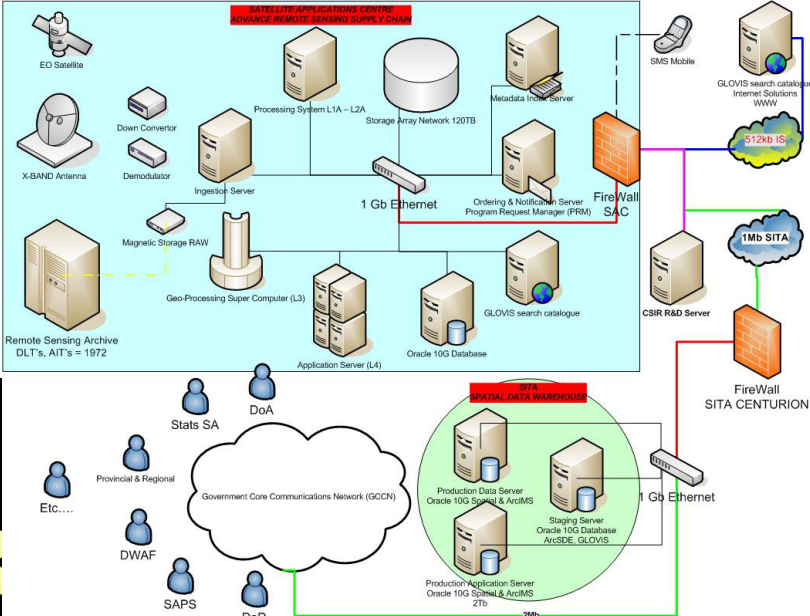 SATELLITE APPLICATIONS CENTRE
ADVANCE REMOTE SENSING SUPPLY CHAIN
EO Satellite
Processing System L1A – L2A
Storage Array Network 120TB
Metadata Index Server
SMS Mobile
GLOVIS search catalogue
Internet Solutions
WWW
X-BAND Antenna
Down Convertor
Demodulator
Ingestion Server
1 Gb Ethernet
Ordering & Notification Server
Program Request Manager (PRM)
FireWall
SAC
512kb IS
Magnetic Storage RAW
Geo-Processing Super Computer (L3)
Application Server (L4)
Oracle 10G Database
GLOVIS search catalogue
CSIR R&D Server
1Mb SITA
Remote Sensing Archive
DLT's, AIT's = 1972
FireWall
SITA CENTURION
Stats SA
DoA
Provincial & Regional
Etc....
DWAF
SAPS
DoD
Government Core Communications Network (GCCN)
SITA
SPATIAL DATA WAREHOUSE
Production Data Server
Oracle 10G Spatial & ArcIMS
Staging Server
Oracle 10G Database
ArcSDE, GLOVIS
Production Application Server
Oracle 10G Spatial & ArcIMS
2Tb
1 Gb Ethernet
2Mb